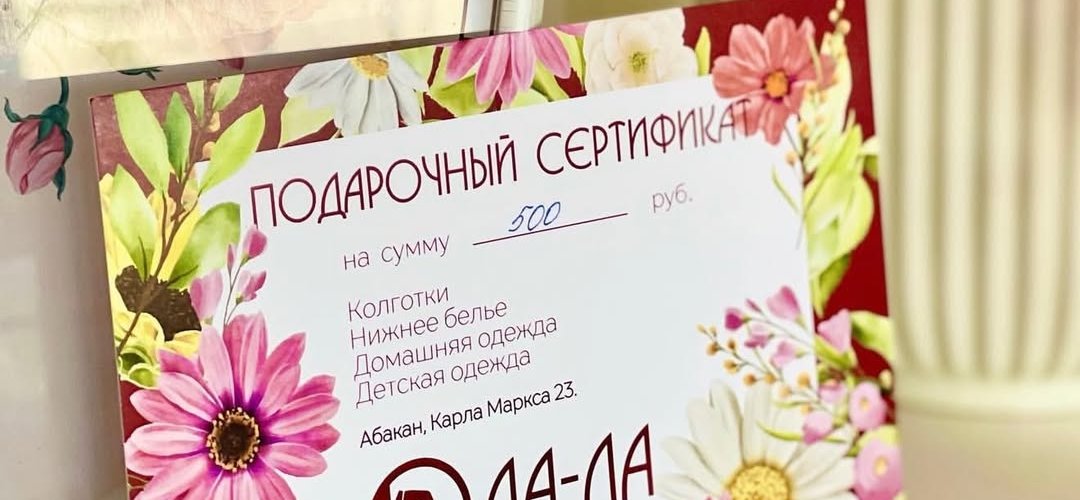 ПОДАРОЧНЫЙ СЕРТИФИКАТ
на сумму 500 руб.
Колготки
Нижнее белье
Домашняя одежда
Детская одежда
Абакан, Карла Маркса 23.
ЛА-ЛА